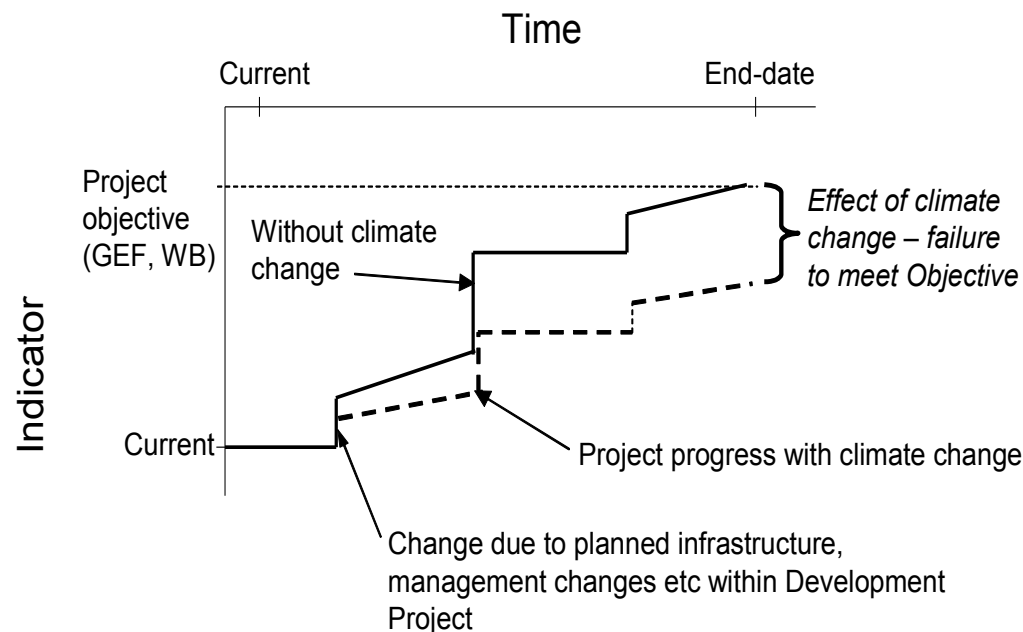 Time
Current
End-date
Project
objective
(GEF, WB)
Without climate
change
Effect of climate
change – failure
to meet Objective
Indicator
Current
Project progress with climate change
Change due to planned infrastructure,
management changes etc within Development
Project